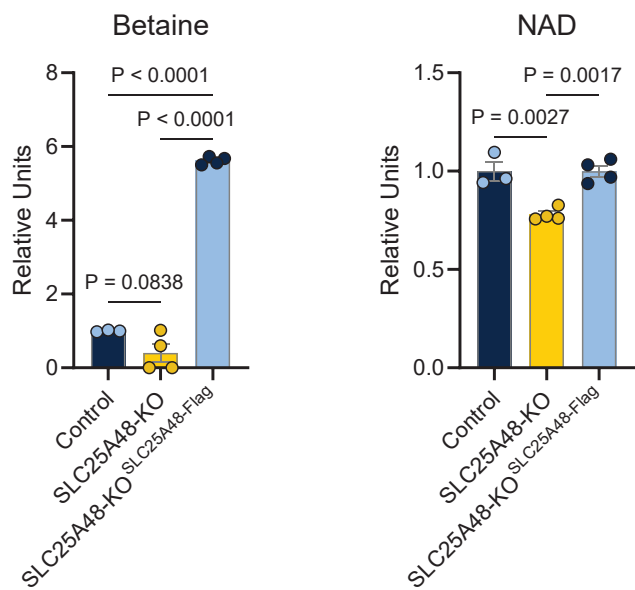 Betaine
Relative Units
8
6
4
2
0
P < 0.0001
P < 0.0001
P = 0.0838
Control
SLC25A48-KO
SLC25A48-KO SLC25A48-Flag
NAD
Relative Units
1.5
1.0
0.5
0.0
P = 0.0017
P = 0.0027
Control
SLC25A48-KO
SLC25A48-KO SLC25A48-Flag